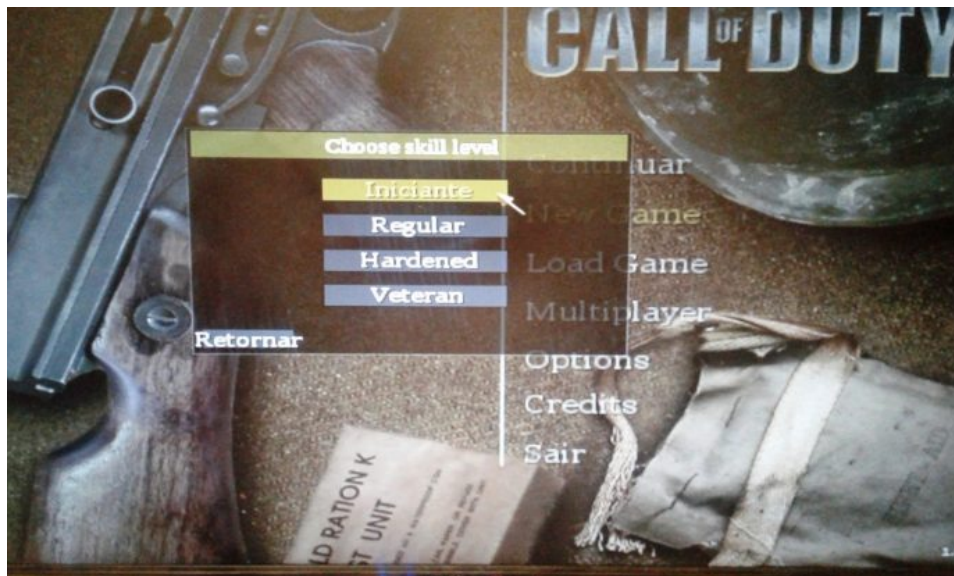 CALL OF DUTY
Choose skill level
Iniciante
Regular
Hardened
Veteran
Retornar
Continuar
New Game
Load Game
Multiplayer
Options
Credits
Sair
RATION K
UNIT